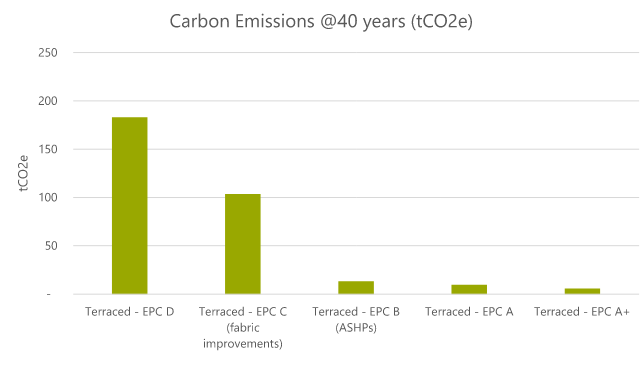 Carbon Emissions @40 years (tCO2e)
250
200
150
100
50
-
tCO2e
Terraced - EPC D
Terraced - EPC C
(fabric
improvements)
Terraced - EPC B
(ASHPs)
Terraced - EPC A
Terraced - EPC A+